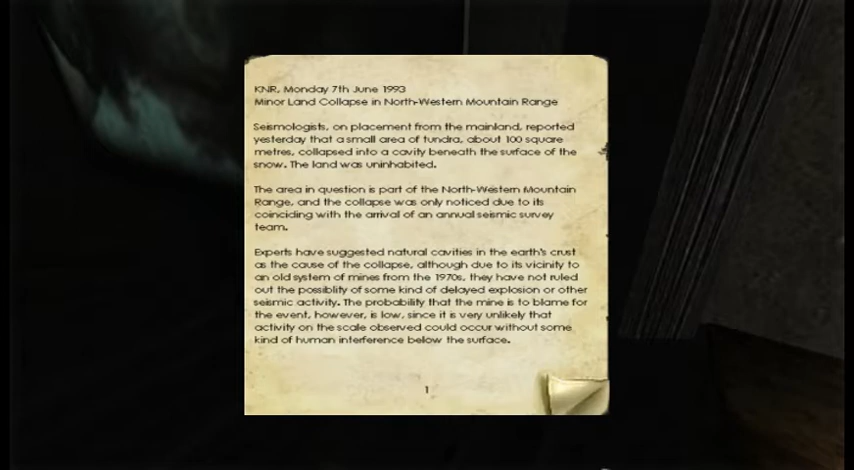 KNR, Monday 7th June 1993
Minor Land Collapse in North-Western Mountain Range
Seismologists, on placement from the mainland, reported
yesterday that a small area of tundra, about 100 square
metres, collapsed into a cavity beneath the surface of the
snow. The land was uninhabited.
The area in question is part of the North-Western Mountain
Range, and the collapse was only noticed due to its
coinciding with the arrival of an annual seismic survey
team.
Experts have suggested natural cavities in the earth's crust
as the cause of the collapse, although due to its vicinity to
an old system of mines from the 1970s, they have not ruled
out the possiblity of some kind of delayed explosion or other
seismic activity. The probability that the mine is to blame for
the event, however, is low, since it is very unlikely that
activity on the scale observed could occur without some
kind of human interference below the surface.
1